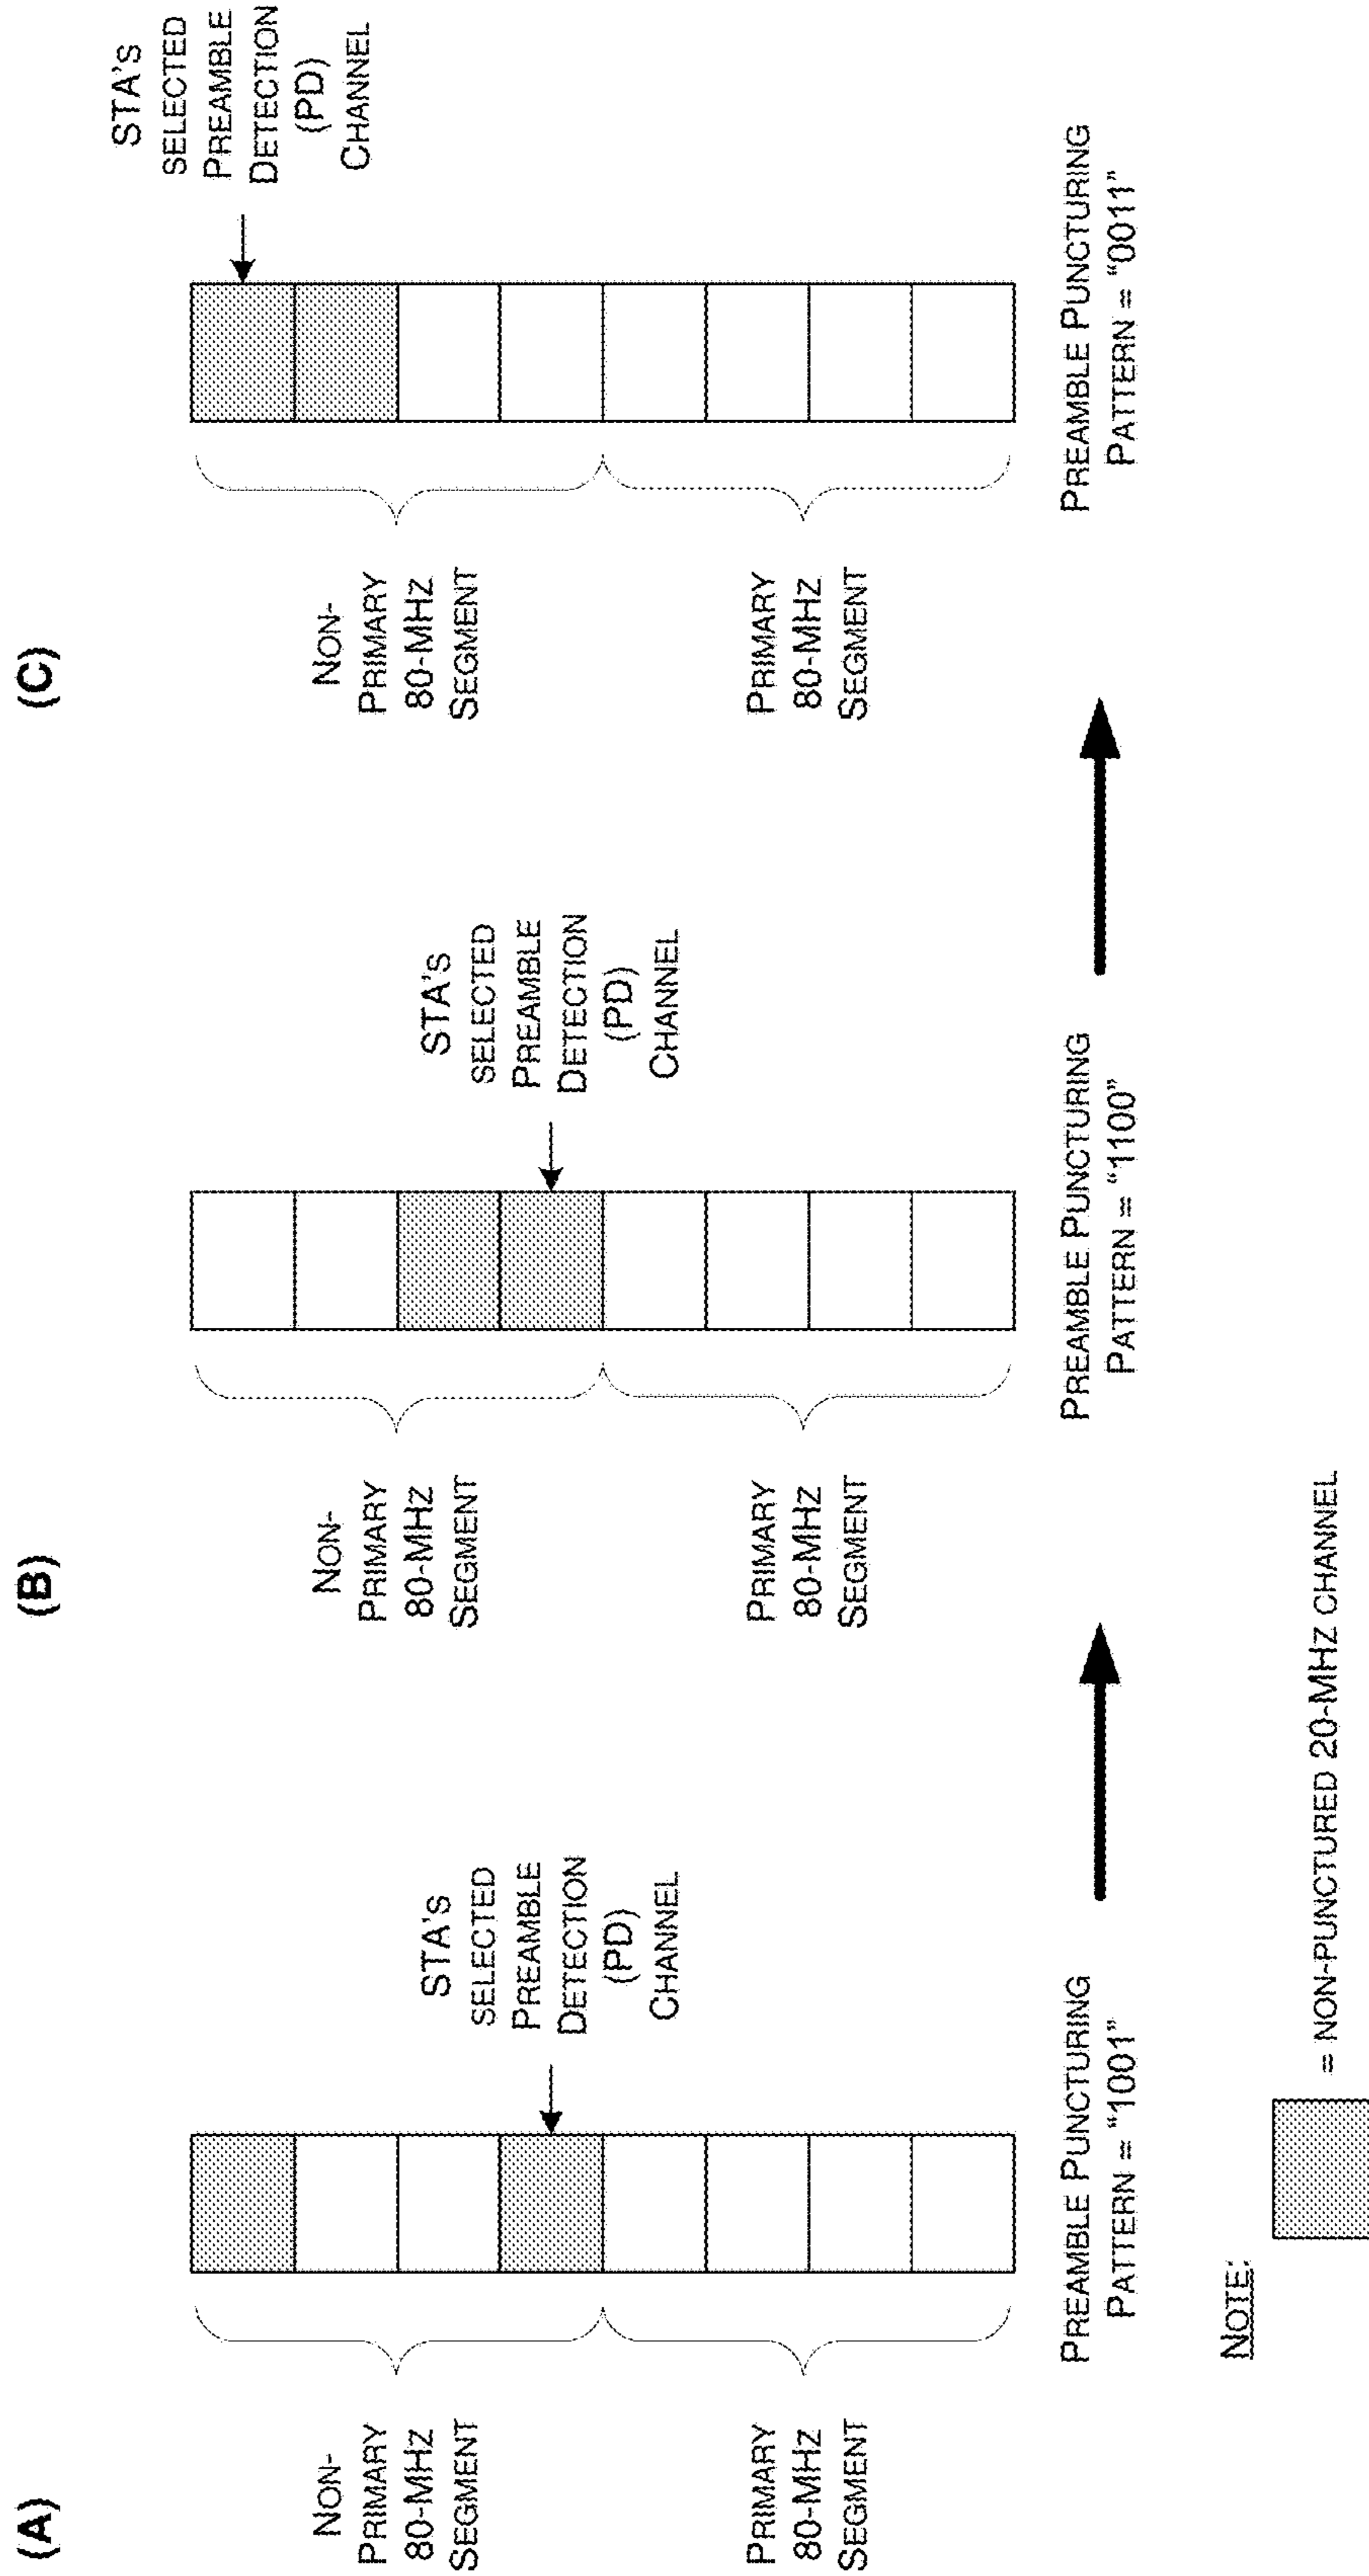 (A)
NON-
PRIMARY
80-MHZ
SEGMENT
PRIMARY
80-MHZ
SEGMENT
STA's
SELECTED
PREAMBLE
DETECTION
(PD)
CHANNEL
PREAMBLE PUNCTURING
PATTERN = "1001"
(B)
NON-
PRIMARY
80-MHZ
SEGMENT
PRIMARY
80-MHZ
SEGMENT
STA's
SELECTED
PREAMBLE
DETECTION
(PD)
CHANNEL
PREAMBLE PUNCTURING
PATTERN = "1100"
(C)
NON-
PRIMARY
80-MHZ
SEGMENT
PRIMARY
80-MHZ
SEGMENT
STA's
SELECTED
PREAMBLE
DETECTION
(PD)
CHANNEL
PREAMBLE PUNCTURING
PATTERN = "0011"
NOTE:
= NON-PUNCTURED 20-MHZ CHANNEL